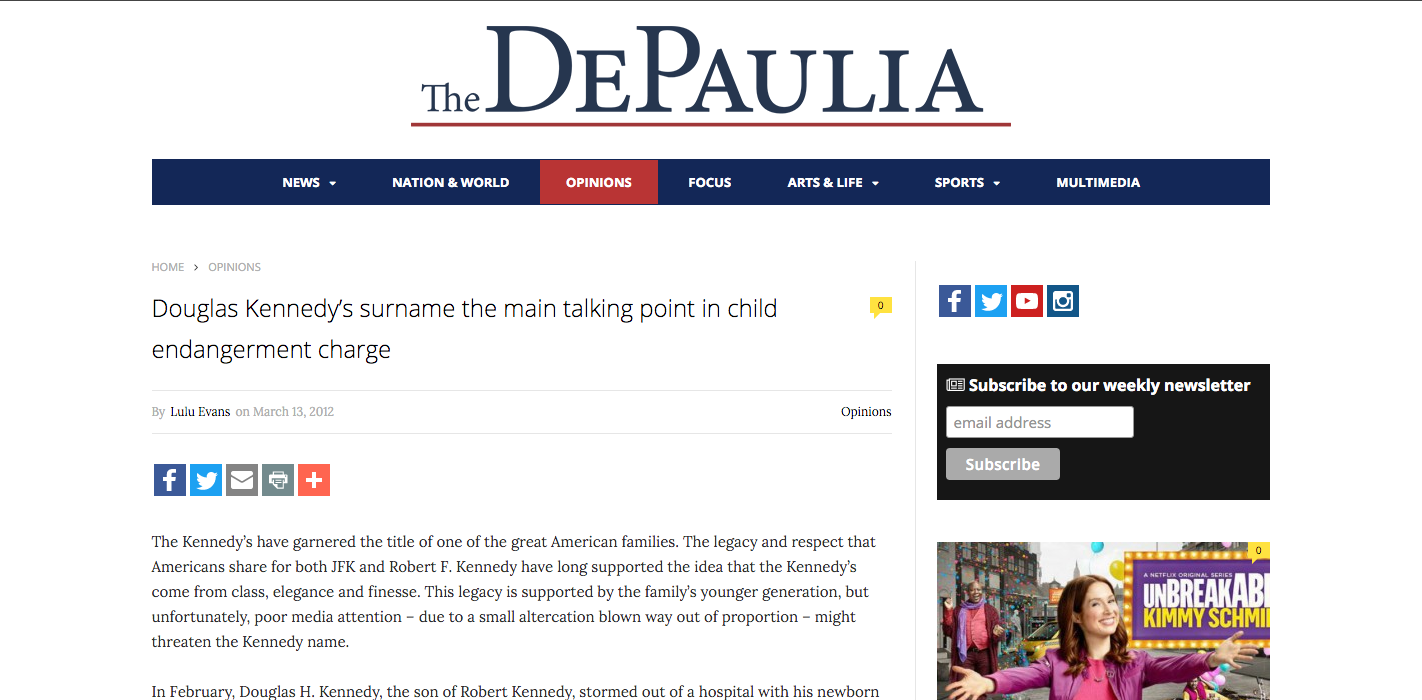 The DEPAULIA
NEWS
NATION & WORLD
OPINIONS
FOCUS
ARTS & LIFE
SPORTS
MULTIMEDIA
HOME > OPINIONS
Douglas Kennedy's surname the main talking point in child
endangerment charge
0
By Lulu Evans on March 13, 2012
Opinions
The Kennedy's have garnered the title of one of the great American families. The legacy and respect that
Americans share for both JFK and Robert F. Kennedy have long supported the idea that the Kennedy's
come from class, elegance and finesse. This legacy is supported by the family's younger generation, but
unfortunately, poor media attention – due to a small altercation blown way out of proportion – might
threaten the Kennedy name.
In February, Douglas H. Kennedy, the son of Robert Kennedy, stormed out of a hospital with his newborn
Subscribe to our weekly newsletter
email address
Subscribe
0
A NETFLIX ORIGINAL SERIES
UNBREAKAB
KIMMY SCHMI